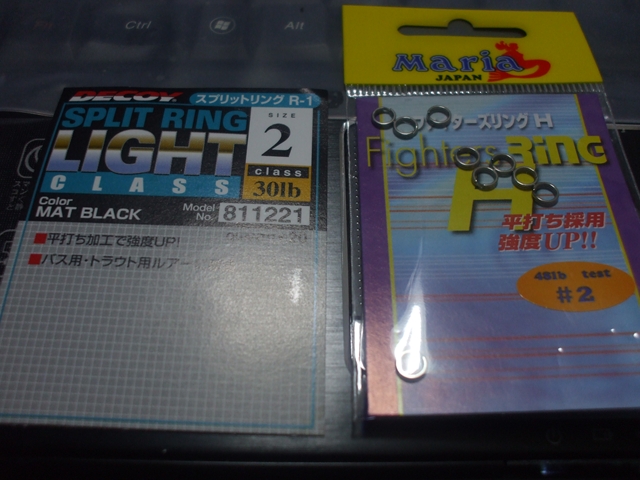 Ctrl
Alt
DECOY
スプリットリング R-1
SPLIT RING
LIGHT
CLASS
SIZE
2
class
30lb
Color
MAT BLACK
Model No.
811221
■平打ち加工で強度UP!
■バス用・トラウト用ルアー
Maria
JAPAN
ターズリング H
Fighters Ring
H
平打ち採用
強度UP!!
48lb test
#2